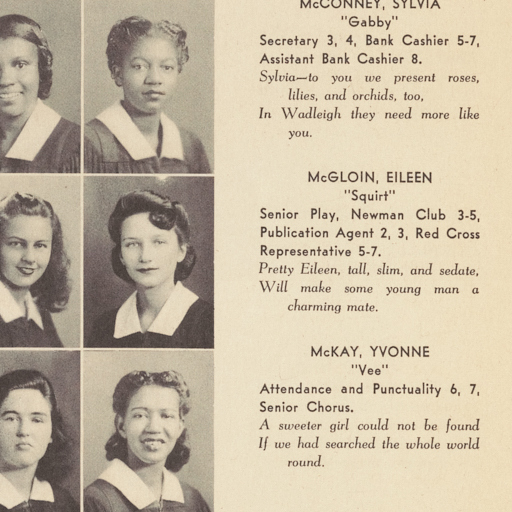 McCONNEY, SYLVIA
"Gabby"
Secretary 3, 4, Bank Cashier 5-7,
Assistant Bank Cashier 8.
Sylvia—to you we present roses,
lilies, and orchids, too,
In Wadleigh they need more like
you.
McGLOIN, EILEEN
"Squirt"
Senior Play, Newman Club 3-5,
Publication Agent 2, 3, Red Cross
Representative 5-7.
Pretty Eileen, tall, slim, and sedate,
Will make some young man a
charming mate.
McKAY, YVONNE
"Vee"
Attendance and Punctuality 6, 7,
Senior Chorus.
A sweeter girl could not be found
If we had searched the whole world
round.